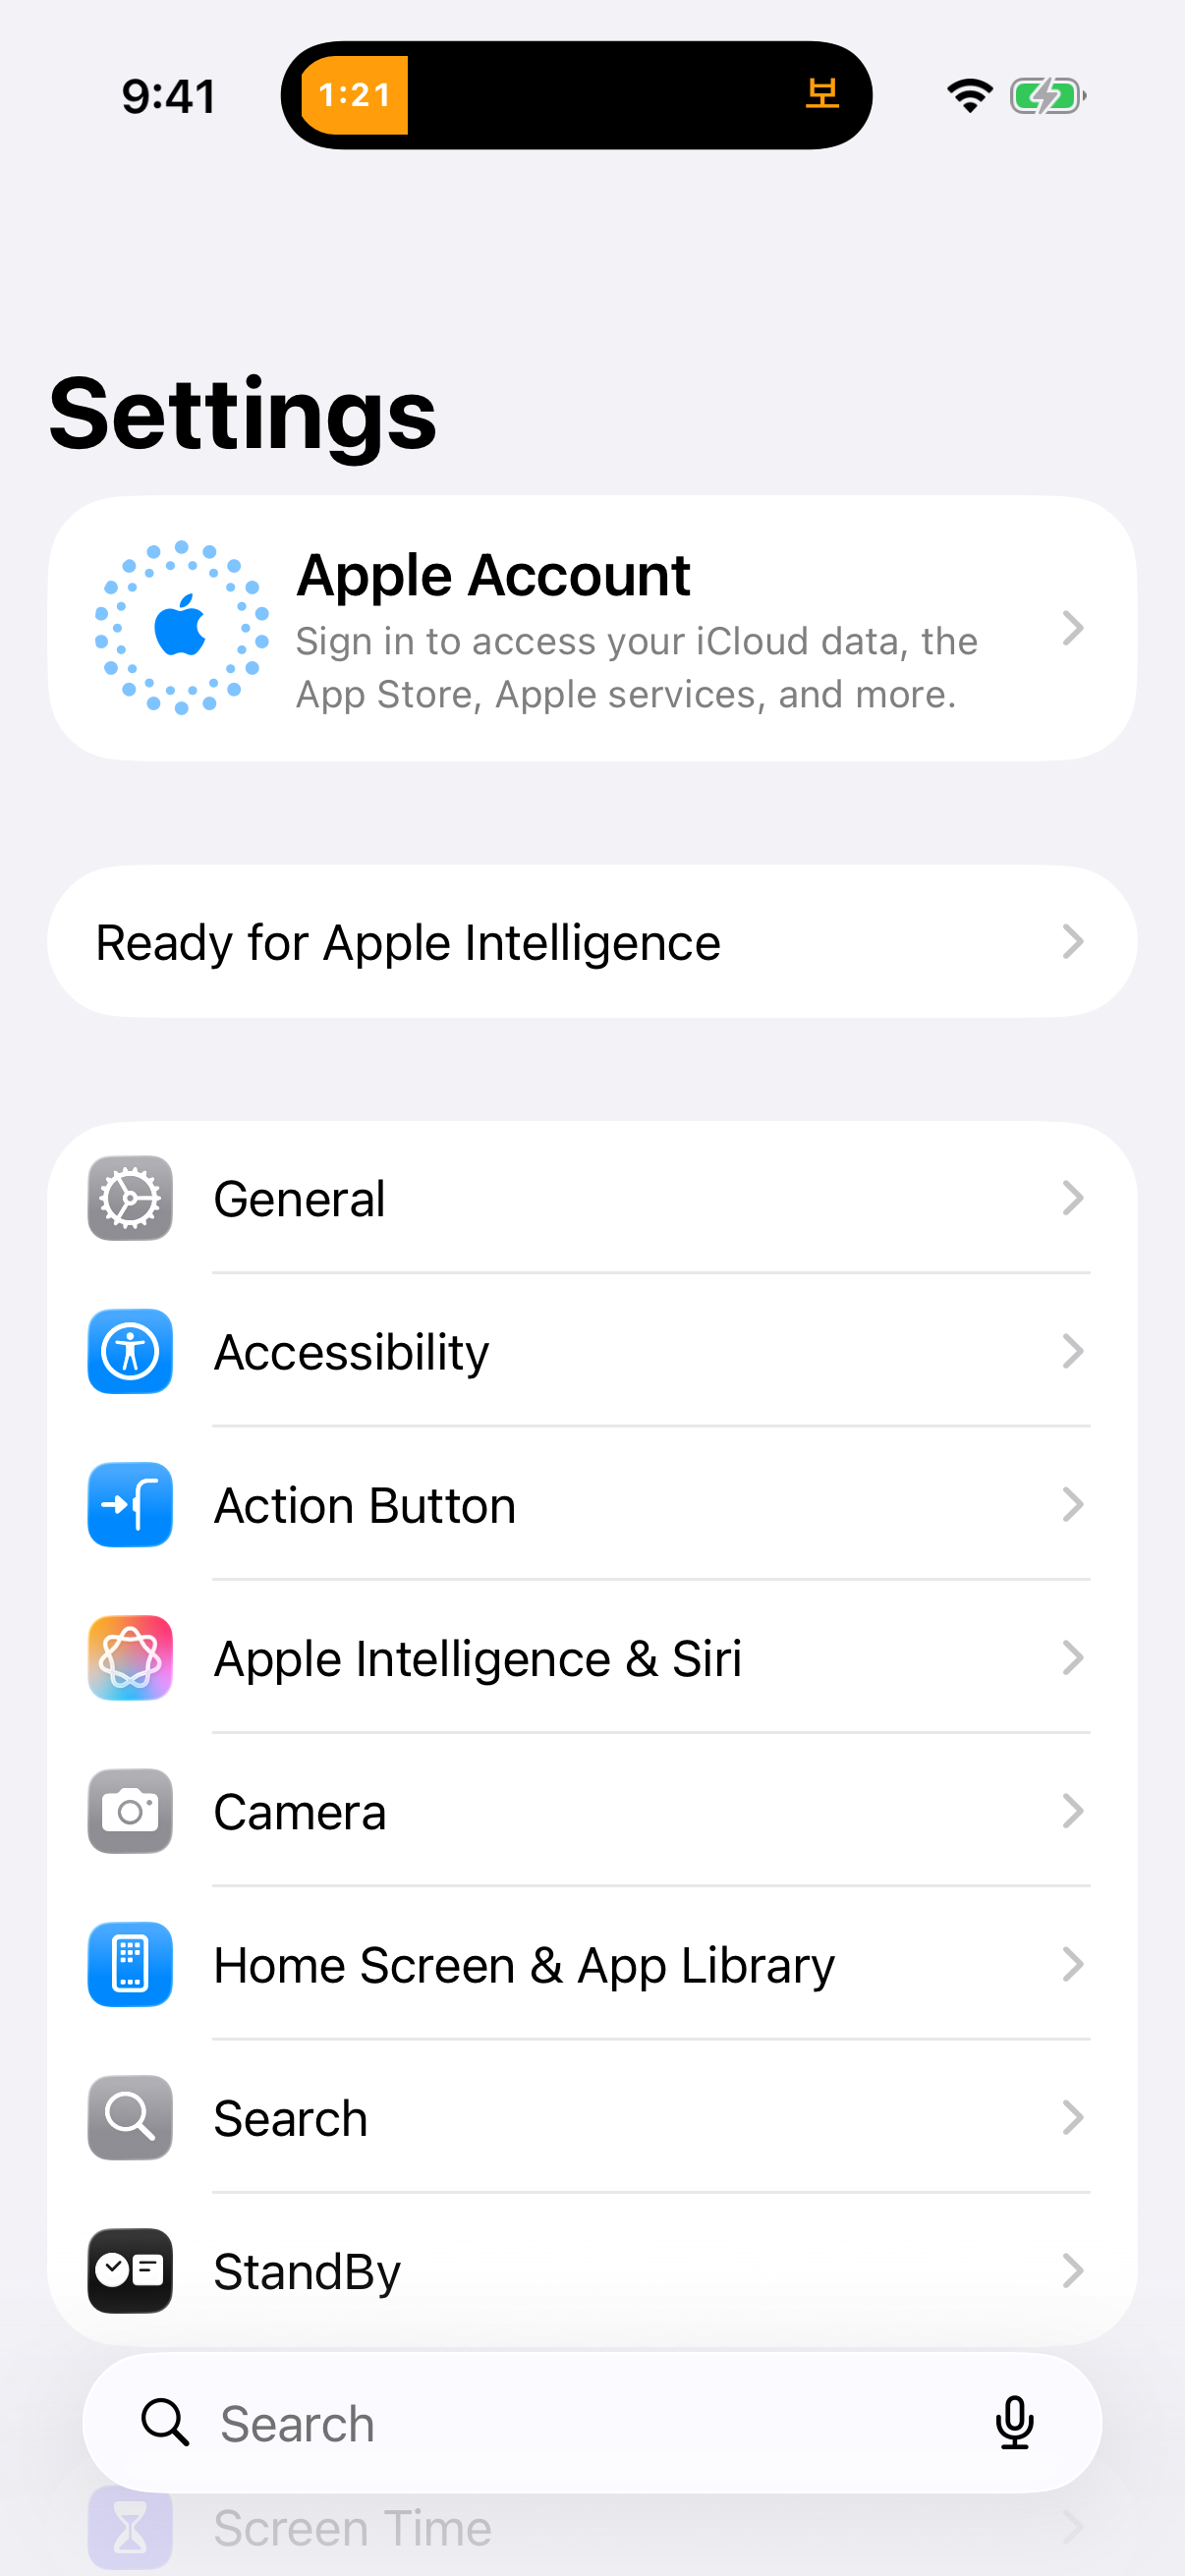 9:41
1:21
보
Settings
Apple Account
Sign in to access your iCloud data, the
App Store, Apple services, and more.
Ready for Apple Intelligence
General
Accessibility
Action Button
Apple Intelligence & Siri
Camera
Home Screen & App Library
Search
StandBy
Search
Screen Time